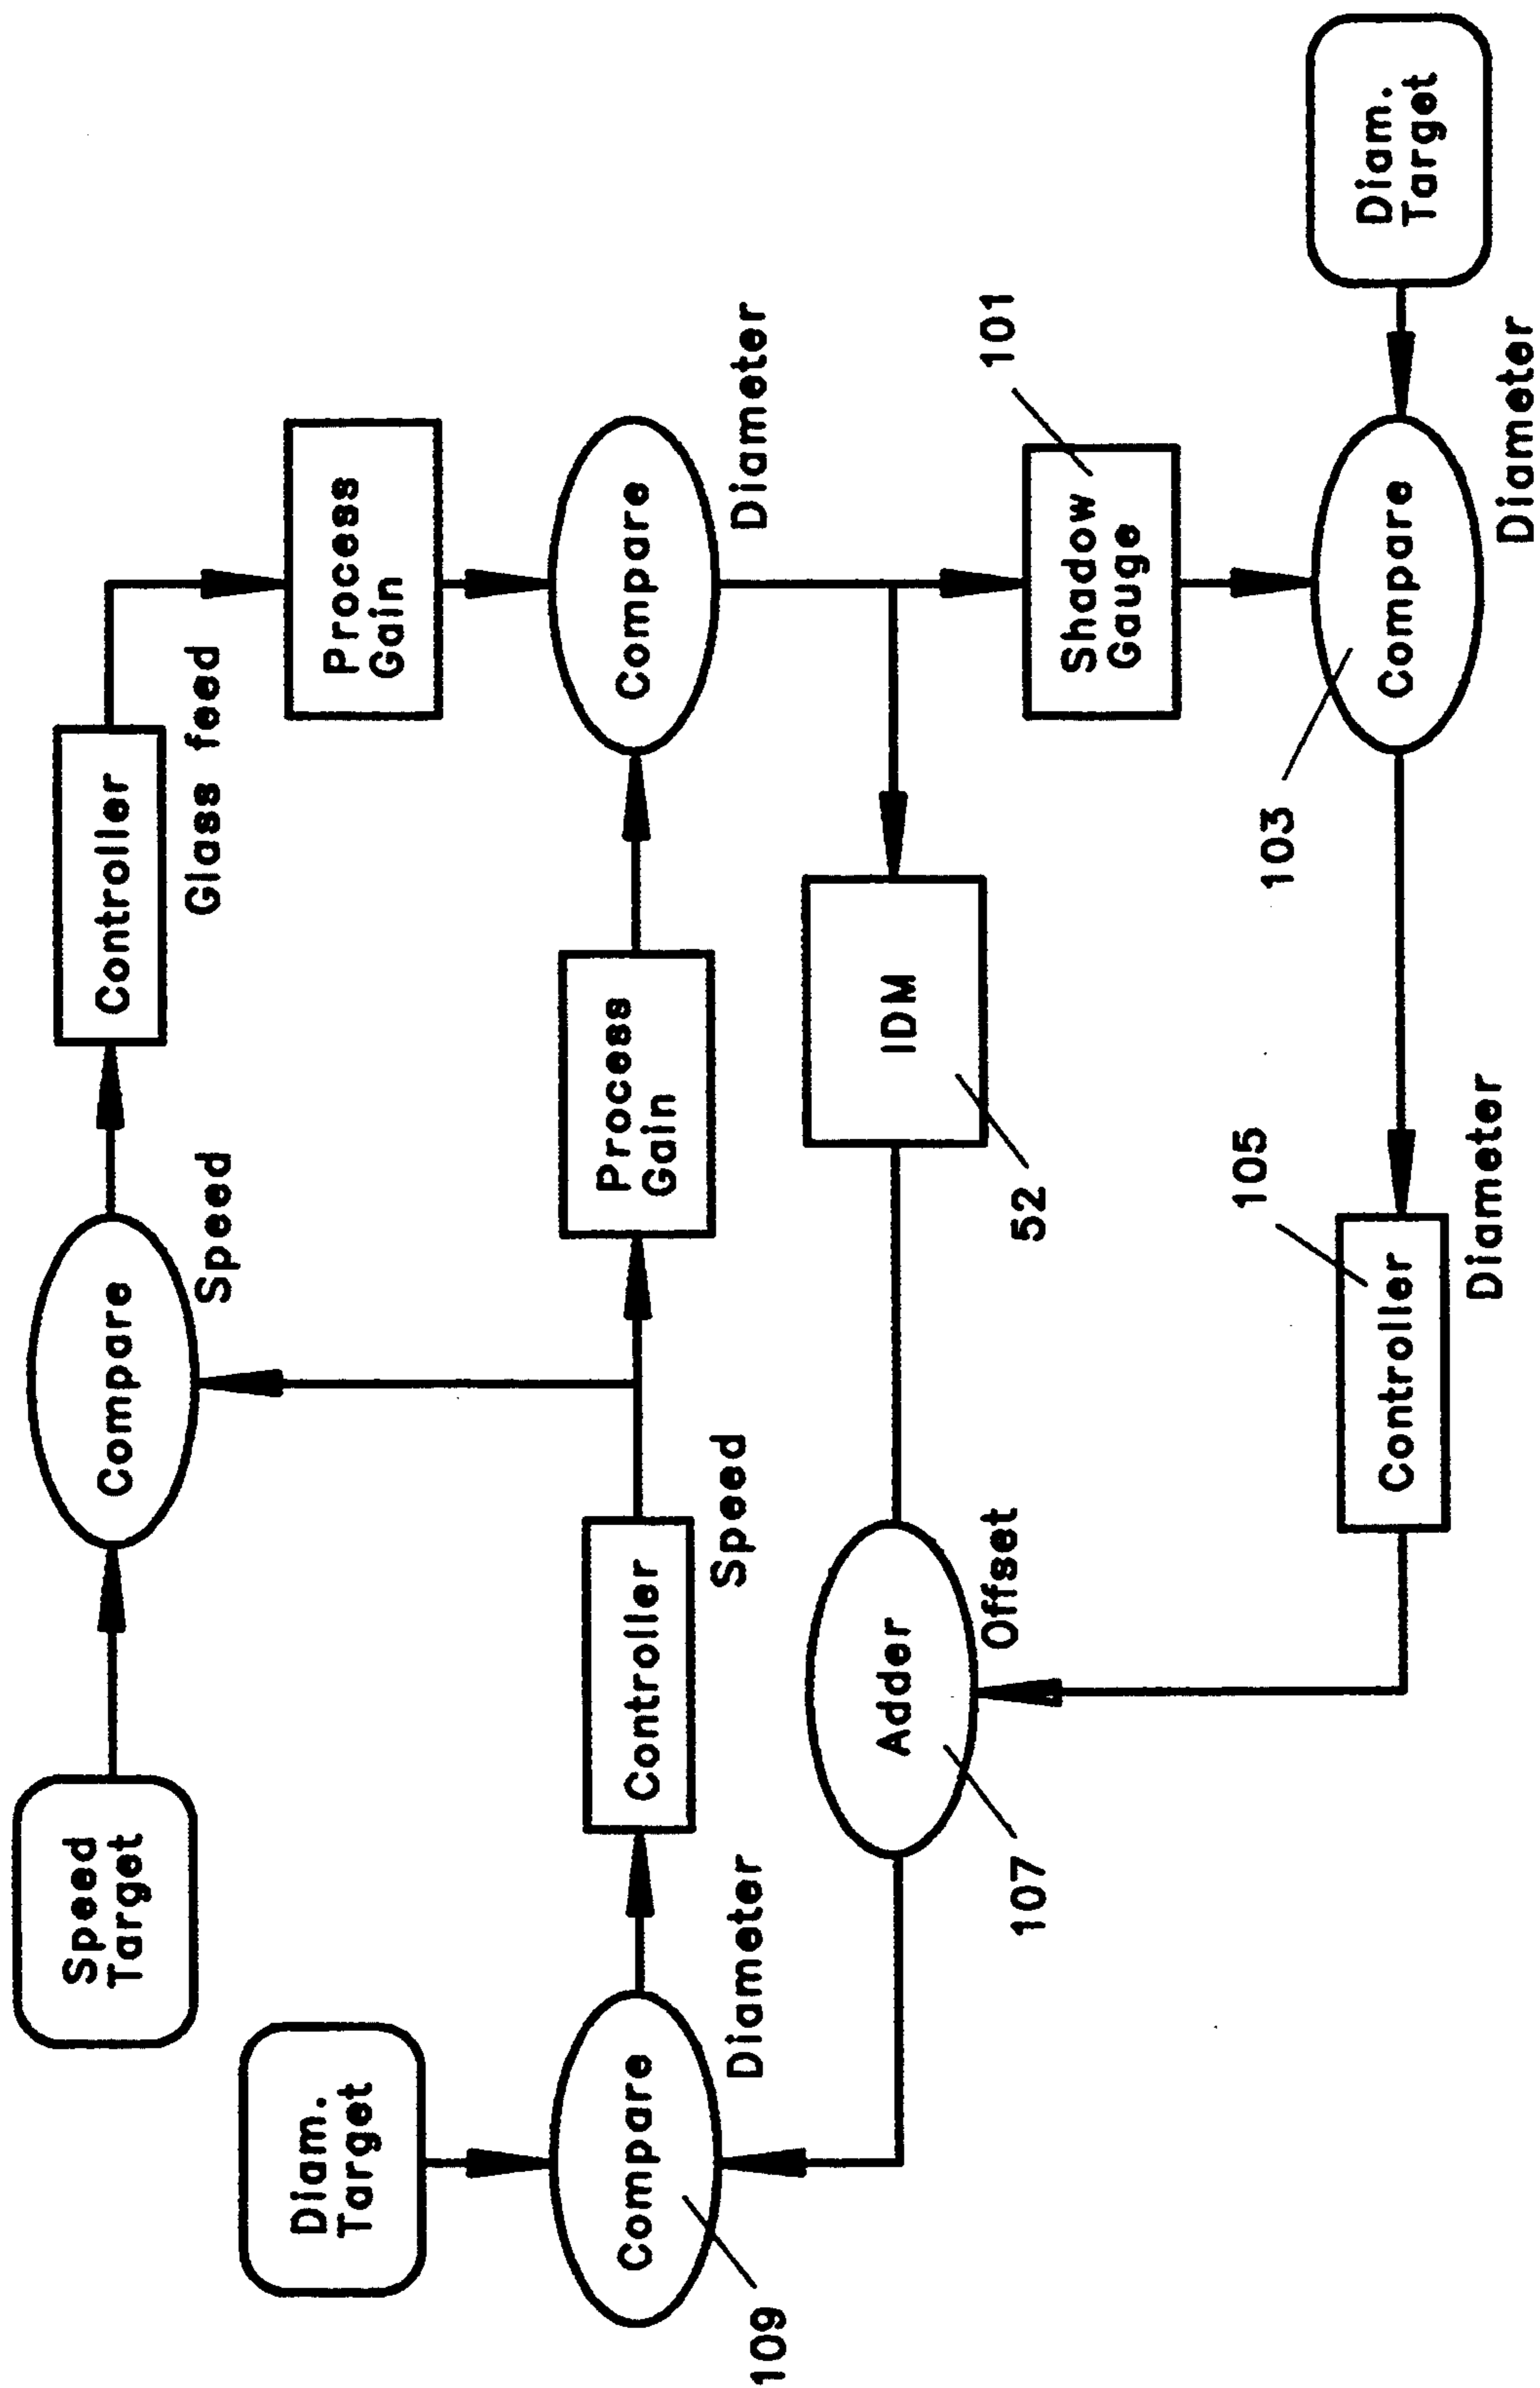 Speed
Target
Compare
Speed
Controller
Glass feed
Diam.
Target
Process
Gain
Compare
Diameter
109
Controller
Speed
Process
Gain
Compare
Diameter
Adder
Offset
107
IDM
52
101
Shadow
Gauge
105
Controller
Diameter
103
Compare
Diameter
Diam.
Target